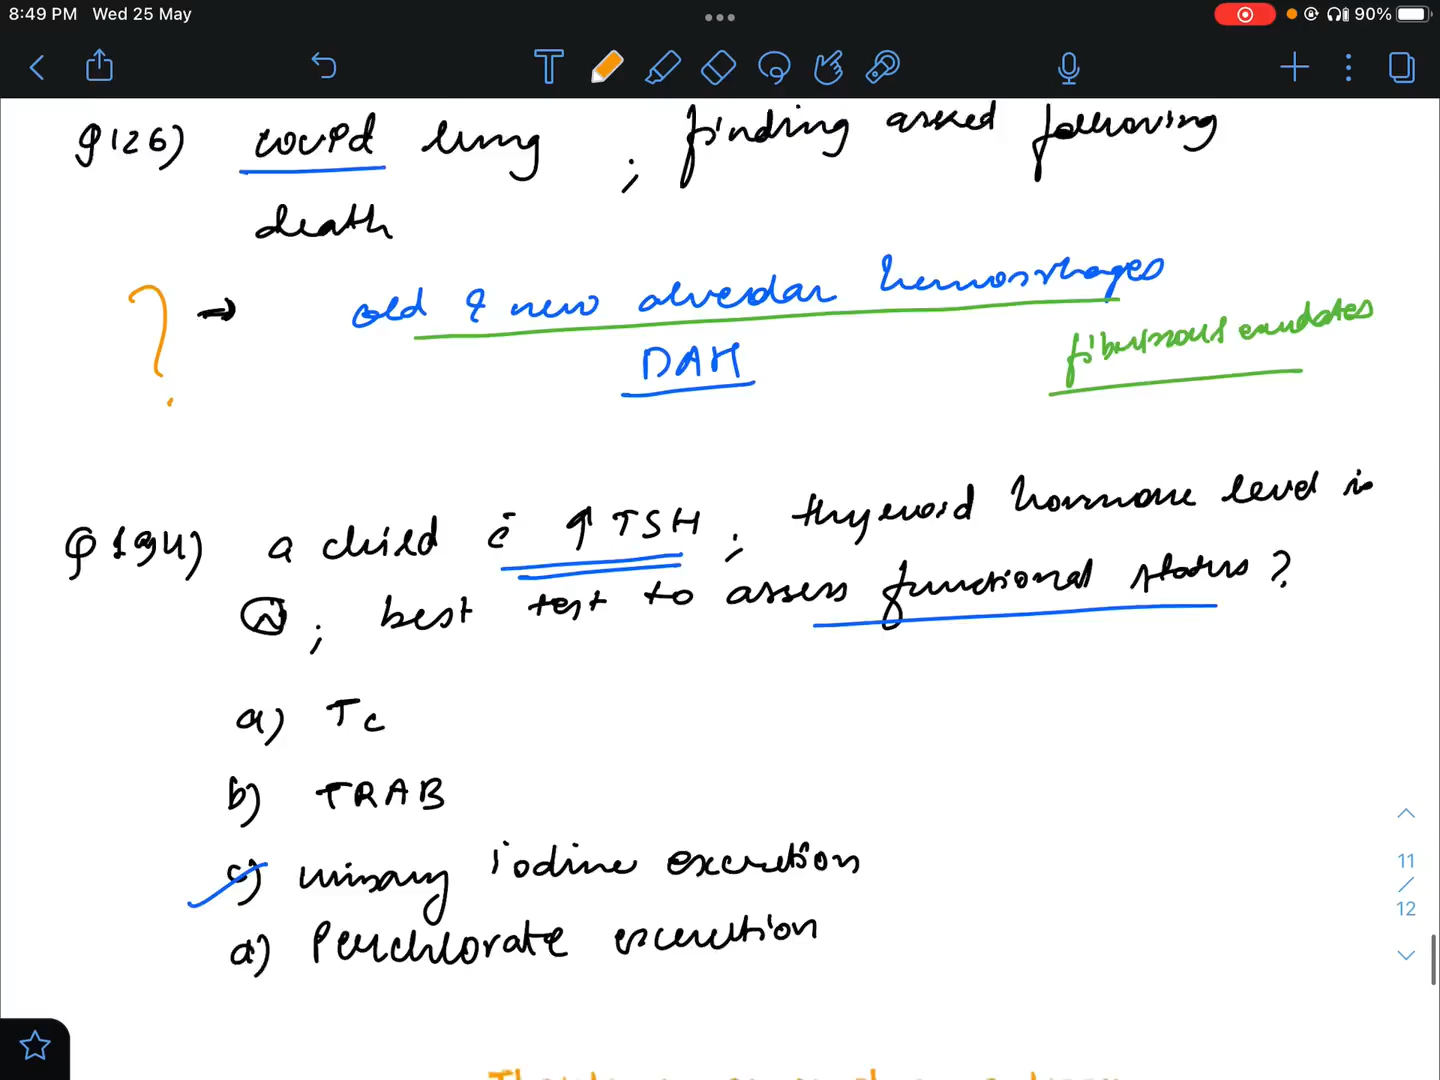 8:49 PM Wed 25 May
90%
Q126) covid lung ; finding asked following
death
? → old & new alveolar hemorrhages
DAH
fibrinous exudates
Q194) a child c̄ ↑ TSH ; thyroid hormone level is
N ; best test to assess functional status?
a) Tc
b) TRAB
c) urinary iodine excretion
d) Perchlorate excretion
11
/
12